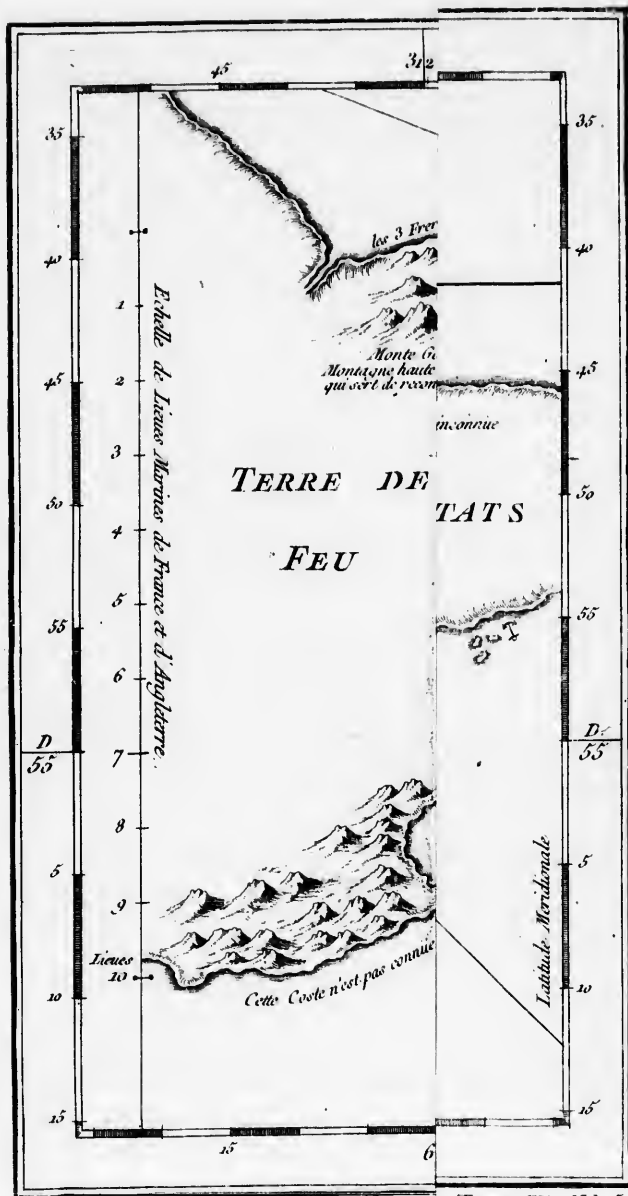 45
312
35
35
les 3 Frer
40
40
1
Monte G
Montagne haute
qui sert de recon
45
45
2
inconnue
3
Echelle de Lieues Marines de France et d'Angleterre.
TERRE DE
TATS
50
50
4
FEU
5
55
55
6
D
55
D
55
7
8
5
5
9
Latitude Meridionale
Lieues
10
Cette Coste n'est pas connue
10
10
15
15
15
6